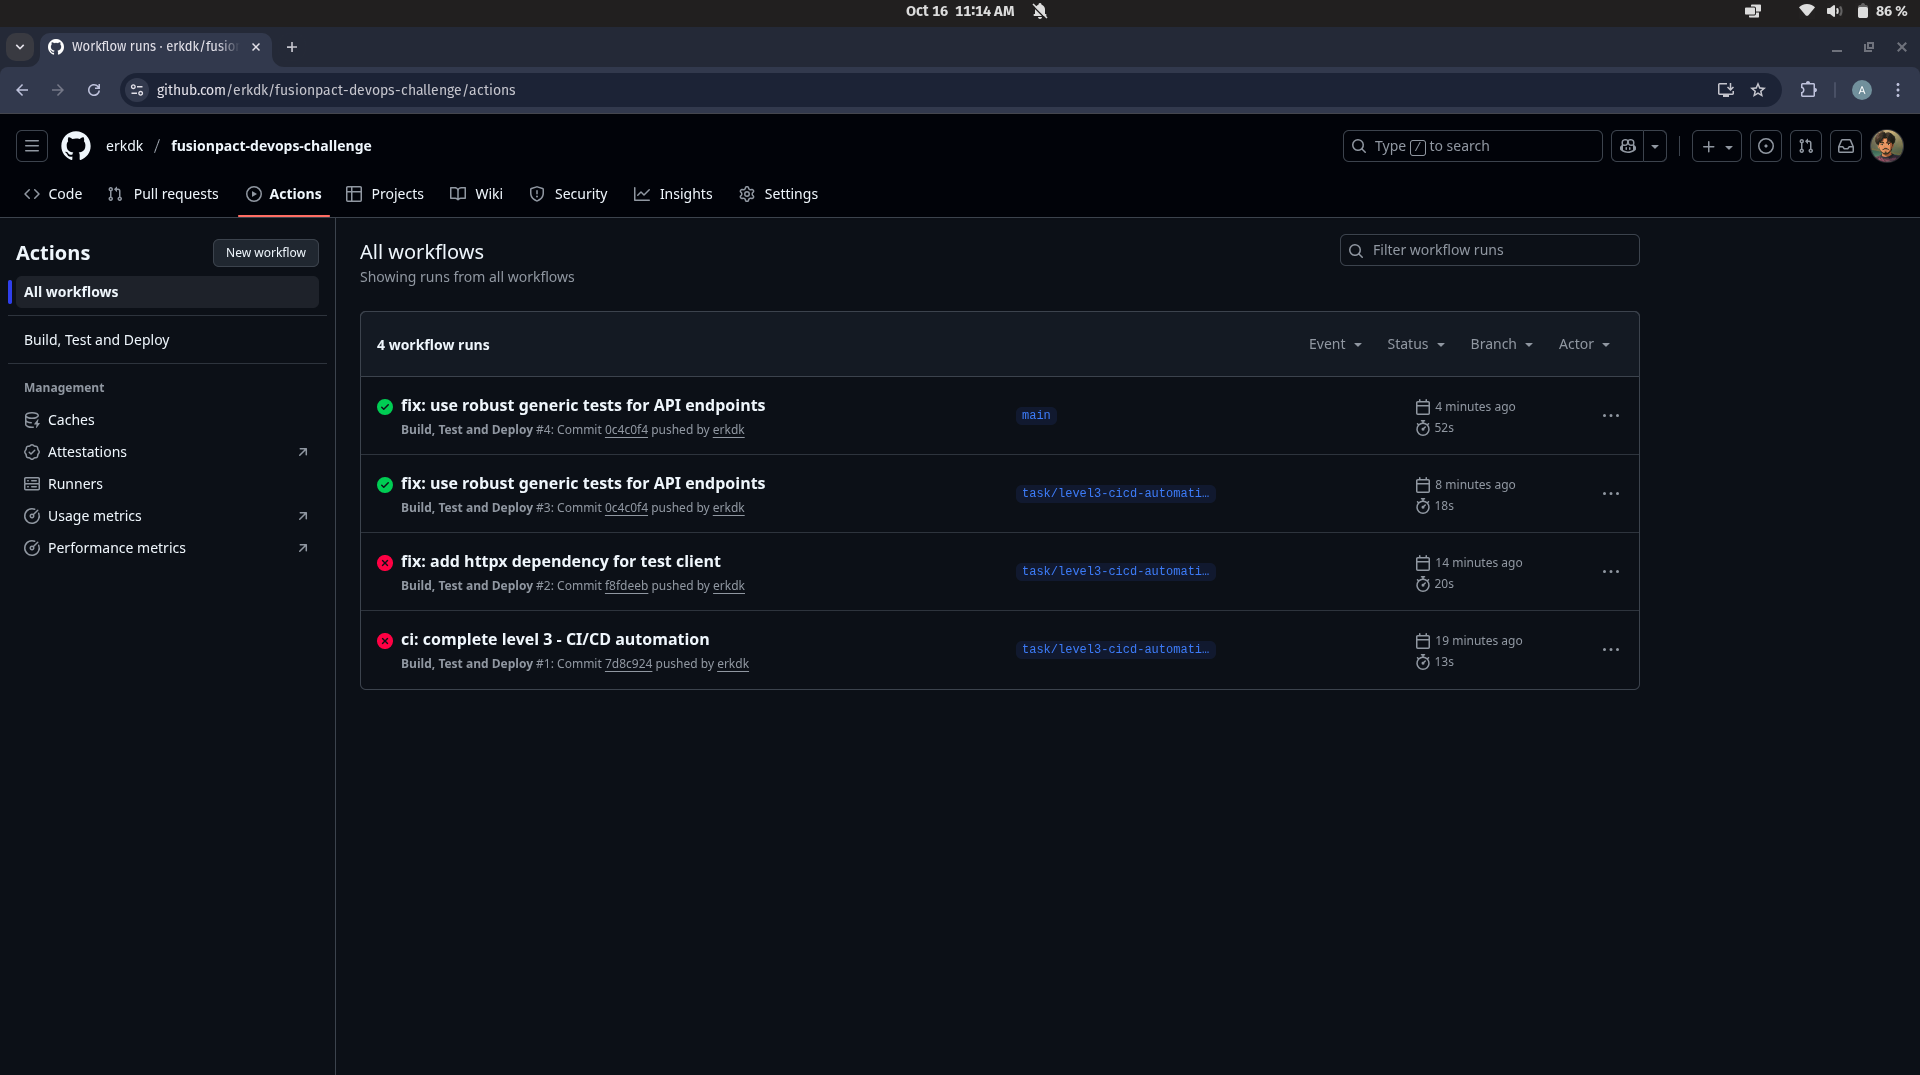 Oct 16 11:14 AM
86 %
Workflow runs · erkdk/fusio
github.com/erkdk/fusionpact-devops-challenge/actions
A
erkdk / fusionpact-devops-challenge
Type / to search
Code
Pull requests
Actions
Projects
Wiki
Security
Insights
Settings
Actions
New workflow
All workflows
Build, Test and Deploy
Management
Caches
Attestations
Runners
Usage metrics
Performance metrics
All workflows
Showing runs from all workflows
Filter workflow runs
4 workflow runs
Event
Status
Branch
Actor
fix: use robust generic tests for API endpoints
Build, Test and Deploy #4: Commit 0c4c0f4 pushed by erkdk
main
4 minutes ago
52s
fix: use robust generic tests for API endpoints
Build, Test and Deploy #3: Commit 0c4c0f4 pushed by erkdk
task/level3-cicd-automati…
8 minutes ago
18s
fix: add httpx dependency for test client
Build, Test and Deploy #2: Commit f8fdeeb pushed by erkdk
task/level3-cicd-automati…
14 minutes ago
20s
ci: complete level 3 - CI/CD automation
Build, Test and Deploy #1: Commit 7d8c924 pushed by erkdk
task/level3-cicd-automati…
19 minutes ago
13s